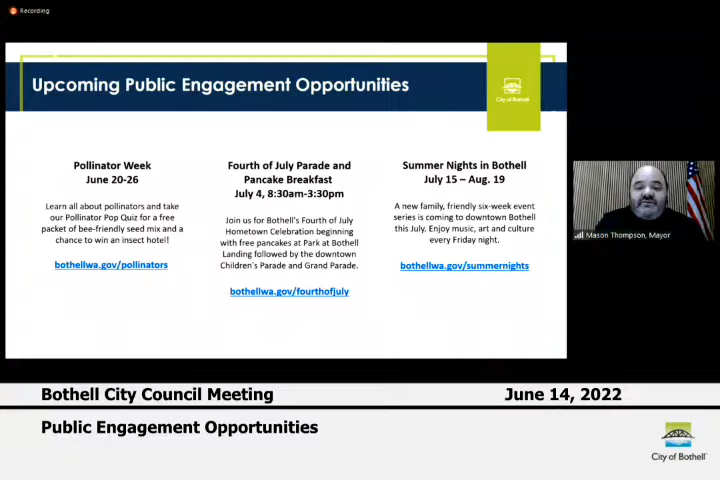 Recording
Upcoming Public Engagement Opportunities
City of Bothell
Pollinator Week
June 20-26
Learn all about pollinators and take
our Pollinator Pop Quiz for a free
packet of bee-friendly seed mix and a
chance to win an insect hotel!
bothellwa.gov/pollinators
Fourth of July Parade and
Pancake Breakfast
July 4, 8:30am-3:30pm
Join us for Bothell's Fourth of July
Hometown Celebration beginning
with free pancakes at Park at Bothell
Landing followed by the downtown
Children's Parade and Grand Parade.
bothellwa.gov/fourthofjuly
Summer Nights in Bothell
July 15 – Aug. 19
A new family, friendly six-week event
series is coming to downtown Bothell
this July. Enjoy music, art and culture
every Friday night.
bothellwa.gov/summernights
Mason Thompson, Mayor
Bothell City Council Meeting
June 14, 2022
Public Engagement Opportunities
City of Bothell